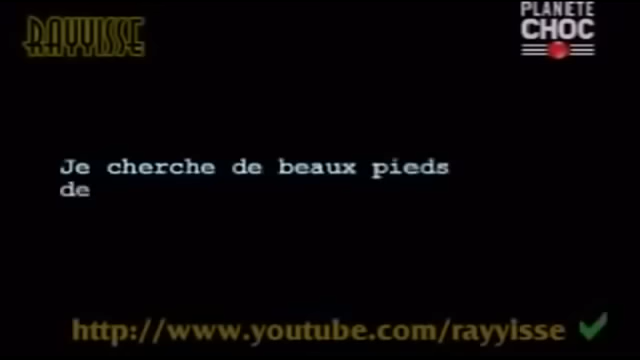 RAYYISSE
PLANETE
CHOC
Je cherche de beaux pieds
de
http://www.youtube.com/rayyisse